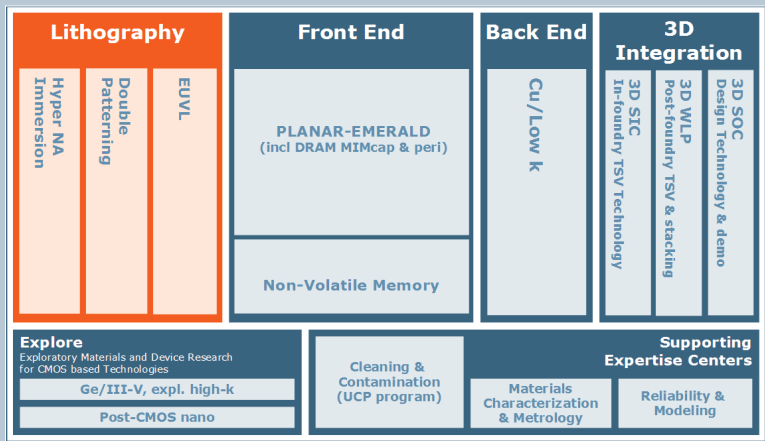 Lithography
Hyper NA
Immersion
Double
Patterning
EUVL
Front End
PLANAR-EMERALD
(incl DRAM MIMcap & peri)
Non-Volatile Memory
Back End
Cu/Low k
3D
Integration
3D SIC
In-foundry TSV Technology
3D WLP
Post-foundry TSV & stacking
3D SOC
Design Technology & demo
Explore
Exploratory Materials and Device Research
for CMOS based Technologies
Ge/III-V, expl. high-k
Post-CMOS nano
Supporting
Expertise Centers
Cleaning &
Contamination
(UCP program)
Materials
Characterization
& Metrology
Reliability &
Modeling